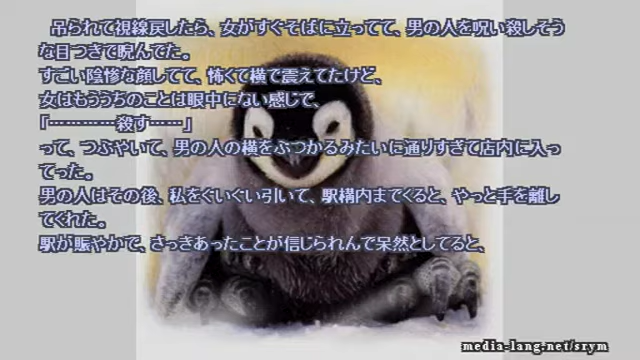 吊られて視線戻したら、女がすぐそばに立ってて、男の人を呪い殺しそう
な目つきで睨んでた。
すごい陰惨な顔してて、怖くて横で震えてたけど、
女はもううちのことは眼中にない感じで、
「…………殺す……」
って、つぶやいて、男の人の横をぶつかるみたいに通りすぎて店内に入っ
てった。
男の人はその後、私をぐいぐい引いて、駅構内までくると、やっと手を離し
てくれた。
駅が賑やかで、さっきあったことが信じられんで呆然としてると、
media-lang.net/srym